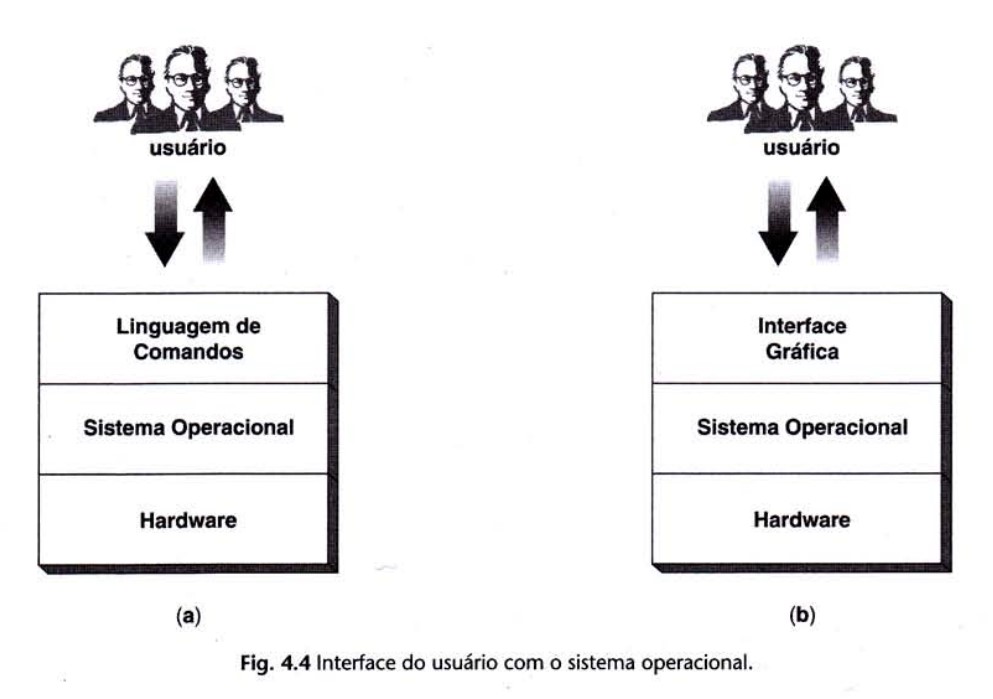 usuário
usuário
Linguagem de
Comandos
Sistema Operacional
Hardware
Interface
Gráfica
Sistema Operacional
Hardware
(a)
(b)
Fig. 4.4 Interface do usuário com o sistema operacional.